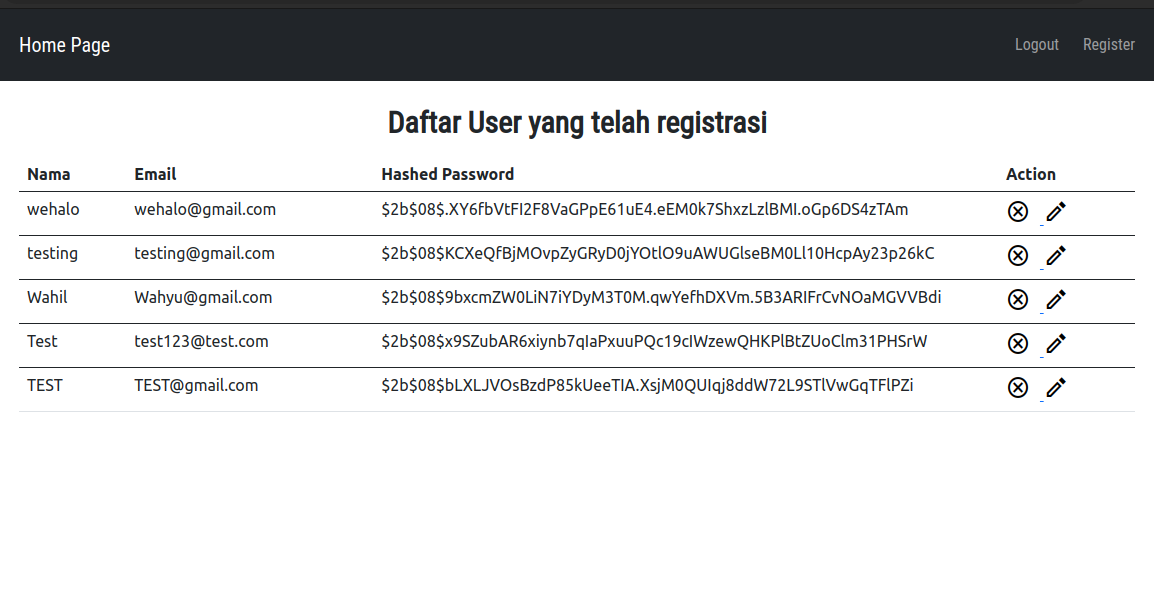 Home Page Logout Register
Daftar User yang telah registrasi
Nama Email Hashed Password Action
wehalo wehalo@gmail.com $2b$08$.XY6fbVtFI2F8VaGPpE61uE4.eEM0k7ShxzLzlBMI.oGp6DS4zTAm
testing testing@gmail.com $2b$08$KCXeQfBjMOvpZyGRyD0jYOtlO9uAWUGlseBM0Ll10HcpAy23p26kC
Wahil Wahyu@gmail.com $2b$08$9bxcmZW0LiN7iYDyM3T0M.qwYefhDXVm.5B3ARIFrCvNOaMGVVBdi
Test test123@test.com $2b$08$x9SZubAR6xiynb7qIaPxuuPQc19cIWzewQHKPlBtZUoClm31PHSrW
TEST TEST@gmail.com $2b$08$bLXLJVOsBzdP85kUeeTIA.XsjM0QUIqj8ddW72L9STlVwGqTFlPZi